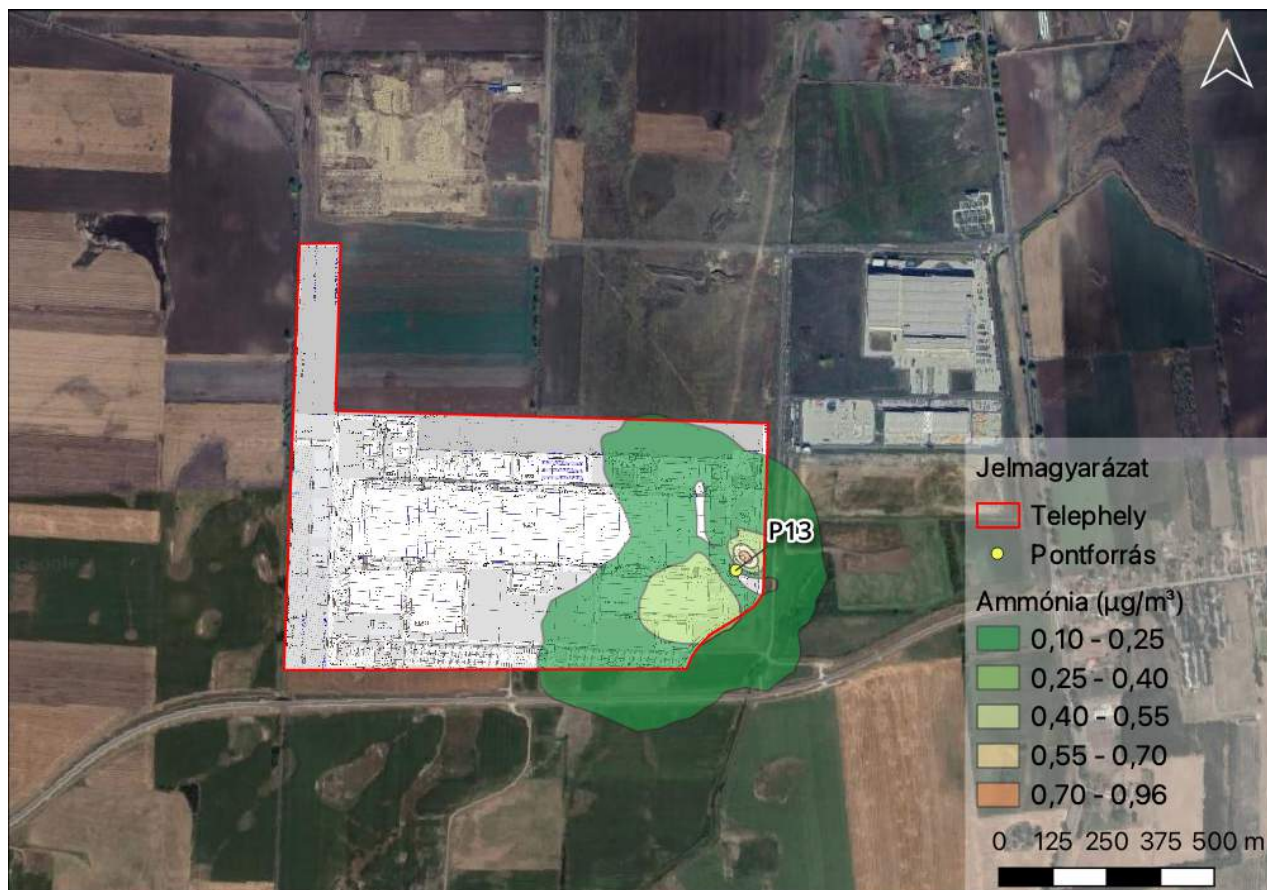 P13
Jelmagyarázat
Telephely
Pontforrás
Ammónia (µg/m³)
0,10 - 0,25
0,25 - 0,40
0,40 - 0,55
0,55 - 0,70
0,70 - 0,96
0 125 250 375 500 m